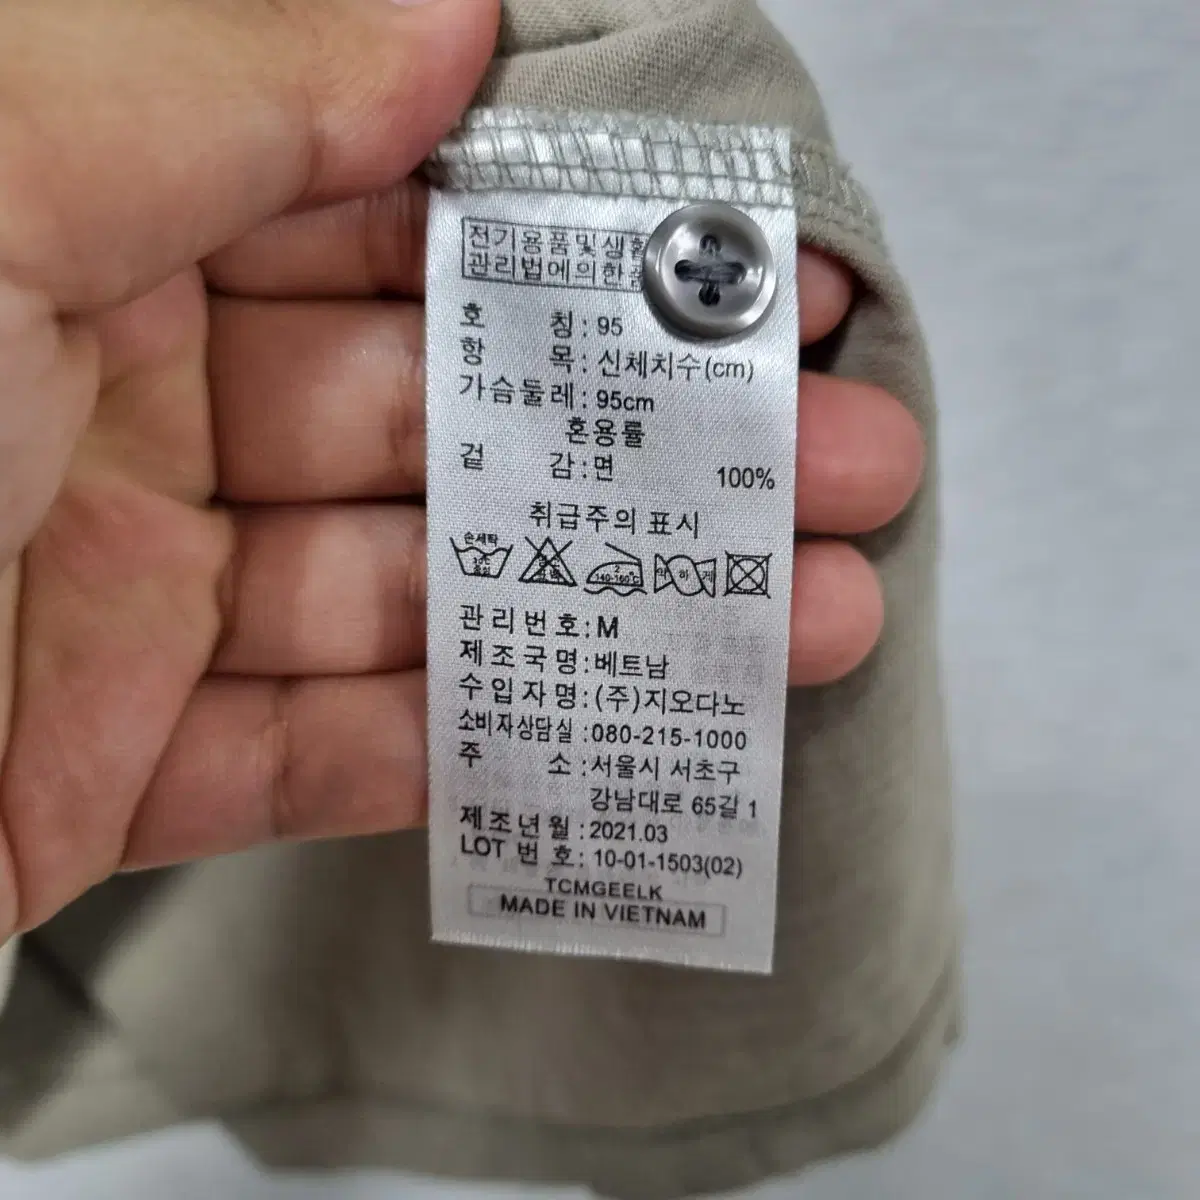 전기용품및생활
관리법에의한
호 칭 : 95
항 목 : 신체치수(cm)
가슴둘레 : 95cm
혼용률
겉 감 : 면 100%
취급주의 표시
손세탁
140-160℃
약하게
관리번호 : M
제조국명 : 베트남
수입자명 : (주)지오다노
소비자상담실 : 080-215-1000
주 소 : 서울시 서초구
강남대로 65길 1
제조년월 : 2021.03
LOT 번 호 : 10-01-1503(02)
TCMGEELK
MADE IN VIETNAM